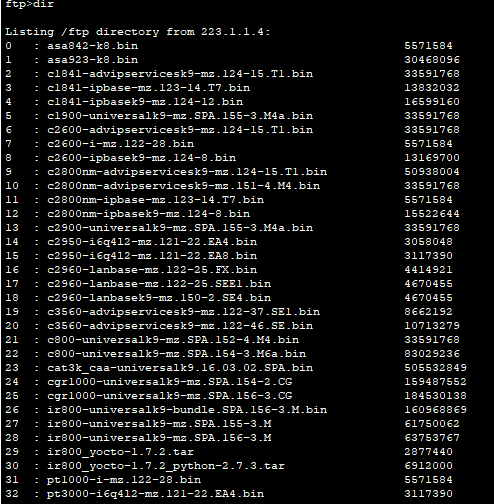 ftp>dir
Listing /ftp directory from 223.1.1.4:
0 : asa842-k8.bin 5571584
1 : asa923-k8.bin 30468096
2 : c1841-advipservicesk9-mz.124-15.T1.bin 33591768
3 : c1841-ipbase-mz.123-14.T7.bin 13832032
4 : c1841-ipbasek9-mz.124-12.bin 16599160
5 : c1900-universalk9-mz.SPA.155-3.M4a.bin 33591768
6 : c2600-advipservicesk9-mz.124-15.T1.bin 33591768
7 : c2600-i-mz.122-28.bin 5571584
8 : c2600-ipbasek9-mz.124-8.bin 13169700
9 : c2800nm-advipservicesk9-mz.124-15.T1.bin 50938004
10 : c2800nm-advipservicesk9-mz.151-4.M4.bin 33591768
11 : c2800nm-ipbase-mz.123-14.T7.bin 5571584
12 : c2800nm-ipbasek9-mz.124-8.bin 15522644
13 : c2900-universalk9-mz.SPA.155-3.M4a.bin 33591768
14 : c2950-i6q4l2-mz.121-22.EA4.bin 3058048
15 : c2950-i6q4l2-mz.121-22.EA8.bin 3117390
16 : c2960-lanbase-mz.122-25.FX.bin 4414921
17 : c2960-lanbase-mz.122-25.SEE1.bin 4670455
18 : c2960-lanbasek9-mz.150-2.SE4.bin 4670455
19 : c3560-advipservicesk9-mz.122-37.SE1.bin 8662192
20 : c3560-advipservicesk9-mz.122-46.SE.bin 10713279
21 : c800-universalk9-mz.SPA.152-4.M4.bin 33591768
22 : c800-universalk9-mz.SPA.154-3.M6a.bin 83029236
23 : cat3k_caa-universalk9.16.03.02.SPA.bin 505532849
24 : cgr1000-universalk9-mz.SPA.154-2.CG 159487552
25 : cgr1000-universalk9-mz.SPA.156-3.CG 184530138
26 : ir800-universalk9-bundle.SPA.156-3.M.bin 160968869
27 : ir800-universalk9-mz.SPA.155-3.M 61750062
28 : ir800-universalk9-mz.SPA.156-3.M 63753767
29 : ir800_yocto-1.7.2.tar 2877440
30 : ir800_yocto-1.7.2_python-2.7.3.tar 6912000
31 : pt1000-i-mz.122-28.bin 5571584
32 : pt3000-i6q4l2-mz.121-22.EA4.bin 3117390